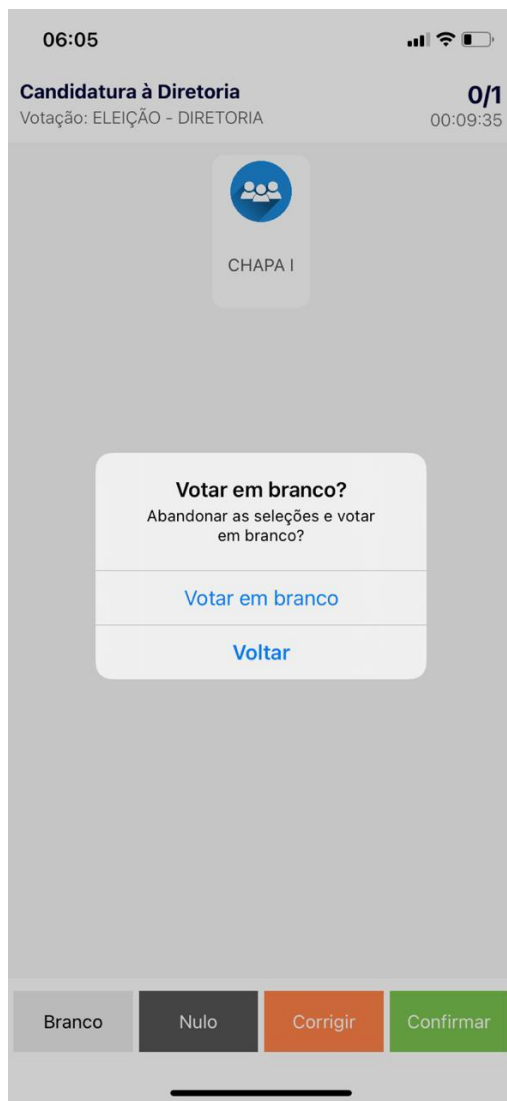 06:05
Candidatura à Diretoria
0/1
Votação: ELEIÇÃO - DIRETORIA
00:09:35
CHAPA I
Votar em branco?
Abandonar as seleções e votar
em branco?
Votar em branco
Voltar
Branco
Nulo
Corrigir
Confirmar